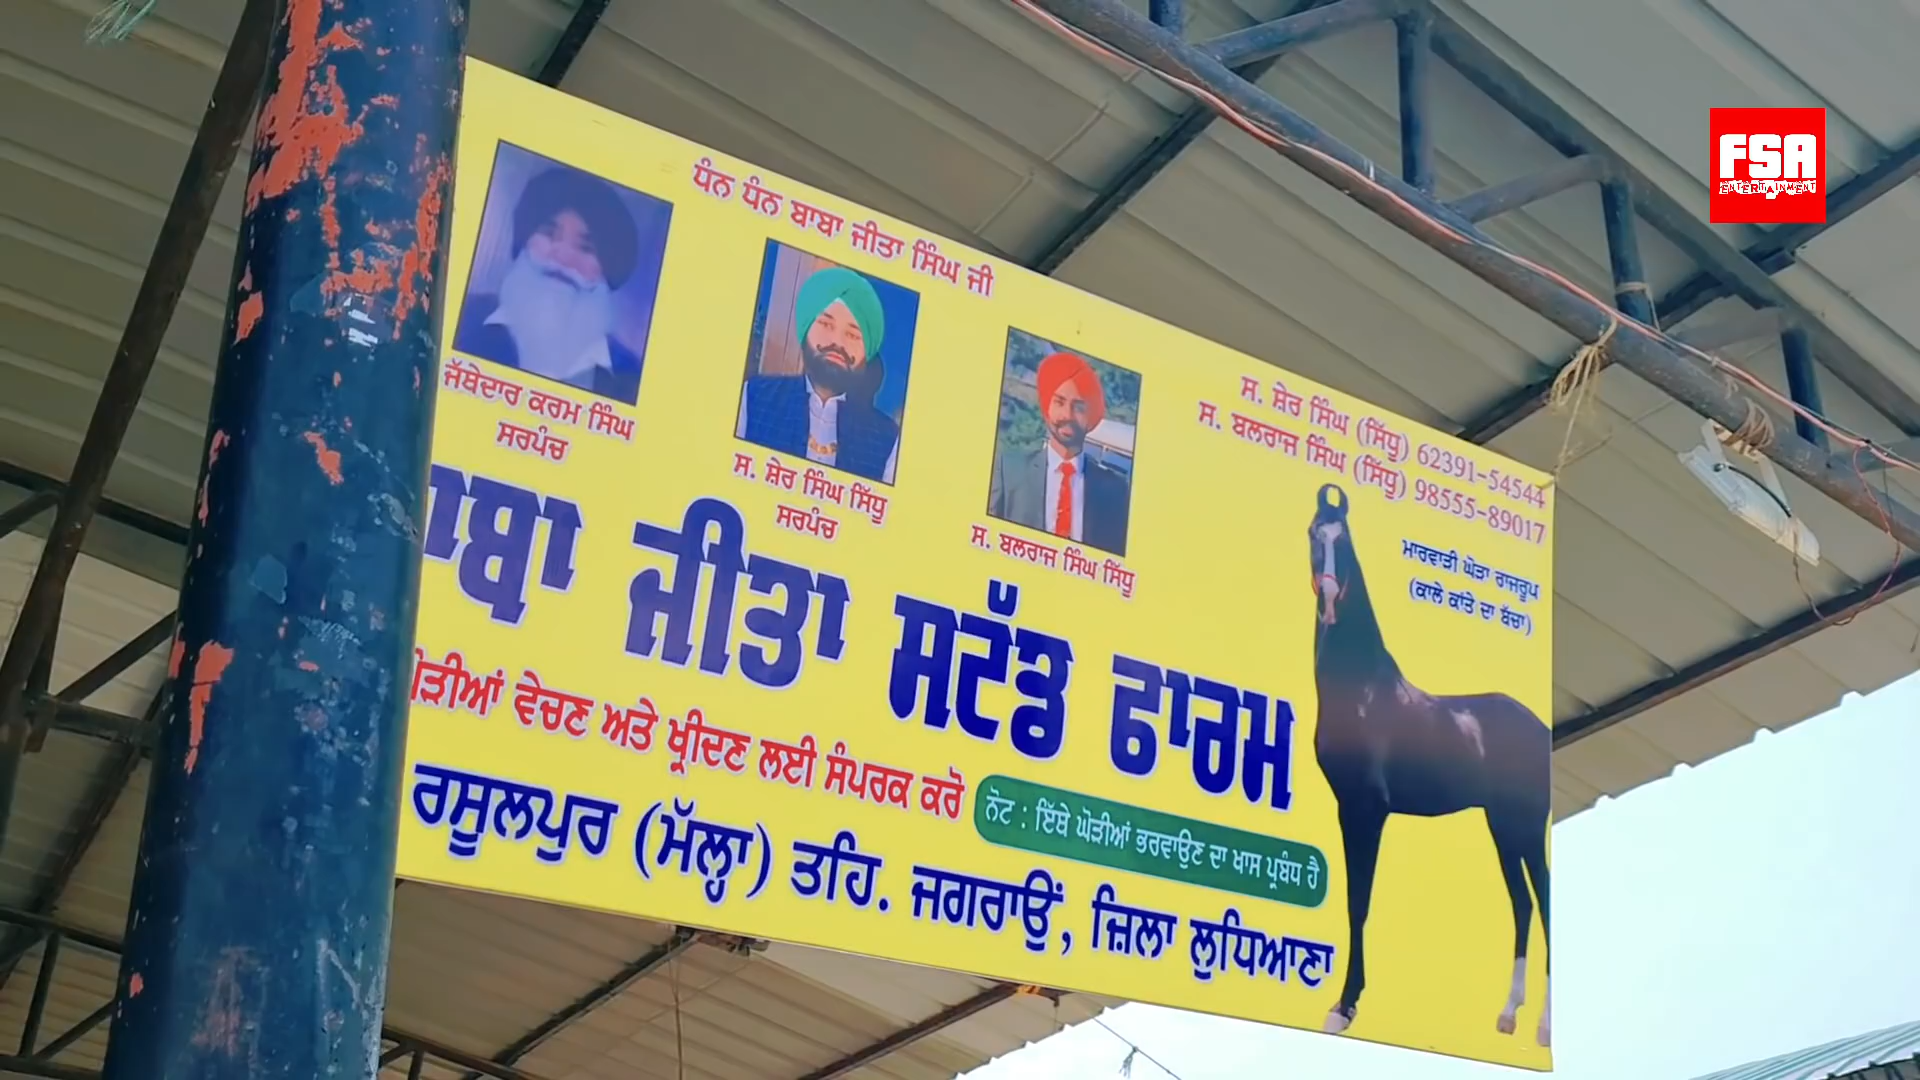 ਧੰਨ ਧੰਨ ਬਾਬਾ ਜੀਤਾ ਸਿੰਘ ਜੀ
ਜੱਥੇਦਾਰ ਕਰਮ ਸਿੰਘ
ਸਰਪੰਚ
ਸ. ਸ਼ੇਰ ਸਿੰਘ ਸਿੱਧੂ
ਸਰਪੰਚ
ਸ. ਬਲਰਾਜ ਸਿੰਘ ਸਿੱਧੂ
ਸ. ਸ਼ੇਰ ਸਿੰਘ (ਸਿੱਧੂ) 62391-54544
ਸ. ਬਲਰਾਜ ਸਿੰਘ (ਸਿੱਧੂ) 98555-89017
ਮਾਰਵਾੜੀ ਘੋੜਾ ਰਾਜਰੂਪ
(ਕਾਲੇ ਕਾਂਤੇ ਦਾ ਬੱਚਾ)
ਜੀਤਾ ਸਟੱਡ ਫਾਰਮ
ਵੇਚਣ ਅਤੇ ਖ੍ਰੀਦਣ ਲਈ ਸੰਪਰਕ ਕਰੋ
ਨੋਟ : ਇੱਥੇ ਘੋੜੀਆਂ ਭਰਵਾਉਣ ਦਾ ਖਾਸ ਪ੍ਰਬੰਧ ਹੈ
ਰਸੂਲਪੁਰ (ਮੱਲ੍ਹਾ) ਤਹਿ. ਜਗਰਾਉਂ, ਜ਼ਿਲਾ ਲੁਧਿਆਣਾ
FSA
ENTERTAINMENT